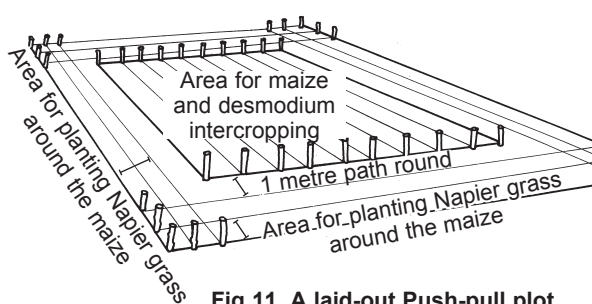 Area for maize
and desmodium
intercropping
1 metre path round
Area for planting Napier grass
around the maize
Area for planting Napier grass
around the maize
Fig 11. A laid-out Push-pull plot